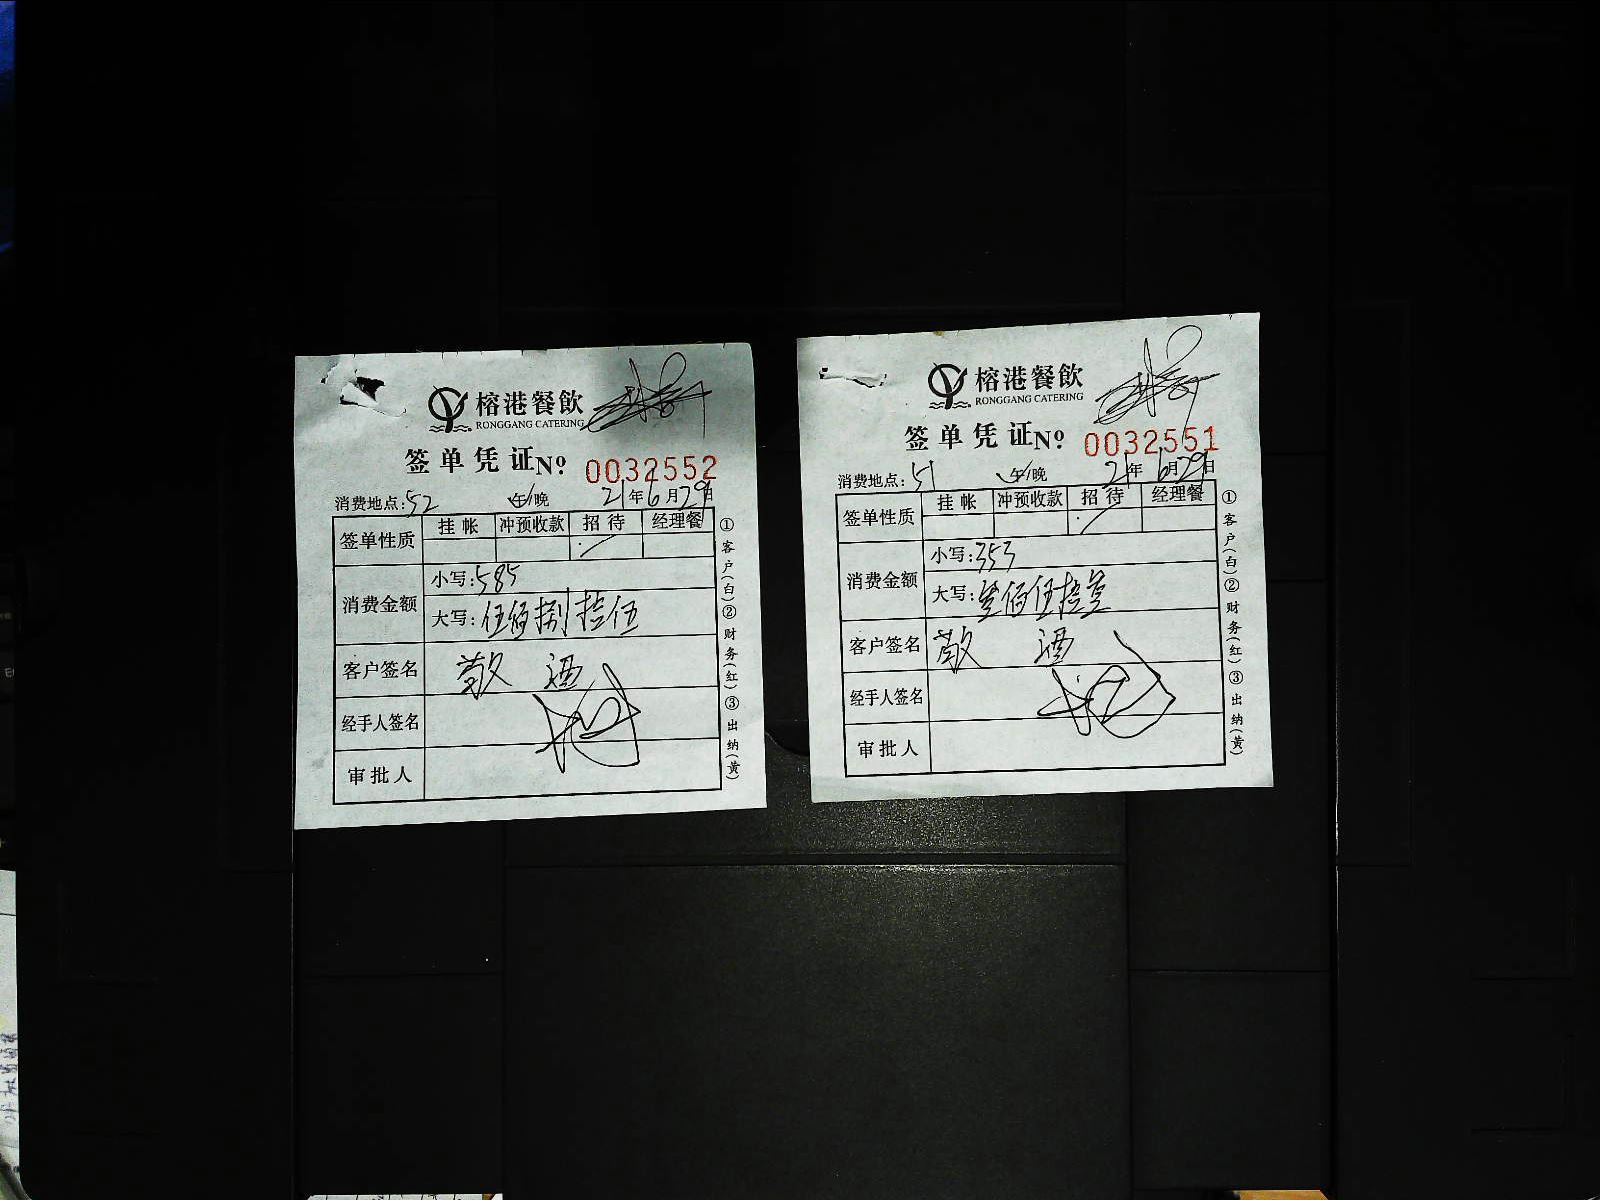 榕港餐飲
RONGGANG CATERING
签单凭证№ 0032552
消费地点:52 午/晚 21年6月29日
签单性质 挂帐 冲预收款 招待 经理餐
消费金额 小写:585
大写:伍佰捌拾伍
客户签名 敬 酒
经手人签名
审批人
①客户(白)②财务(红)③出纳(黄)
榕港餐飲
RONGGANG CATERING
签单凭证№ 0032551
消费地点:51 午/晚 21年6月29日
签单性质 挂帐 冲预收款 招待 经理餐
消费金额 小写:353
大写:叁佰伍拾叁
客户签名 敬 酒
经手人签名
审批人
①客户(白)②财务(红)③出纳(黄)